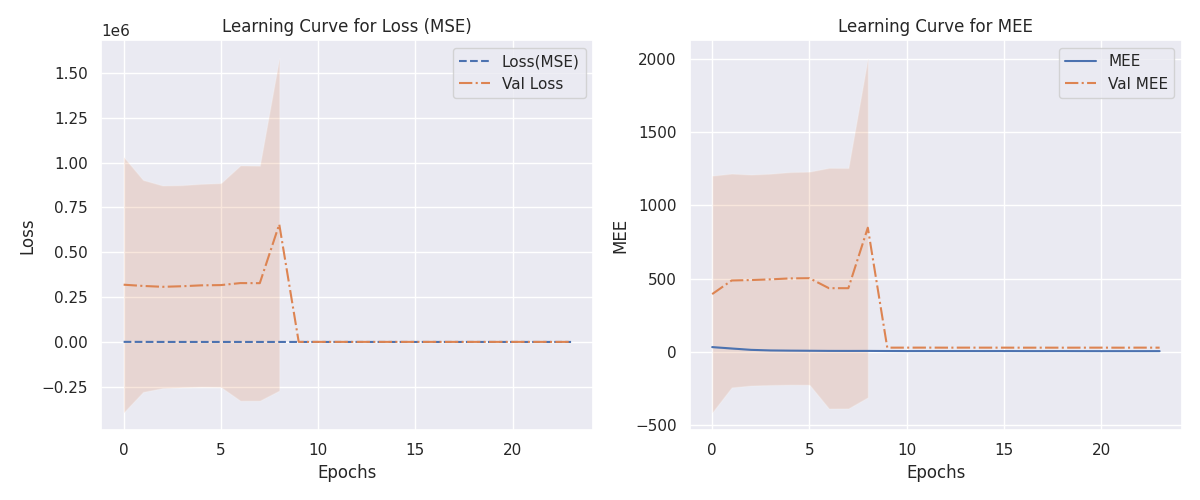 Learning Curve for Loss (MSE)
1e6
Loss(MSE)
Val Loss
1.50
1.25
1.00
0.75
0.50
0.25
0.00
−0.25
Loss
0
5
10
15
20
Epochs
Learning Curve for MEE
MEE
Val MEE
2000
1500
1000
500
0
−500
MEE
0
5
10
15
20
Epochs